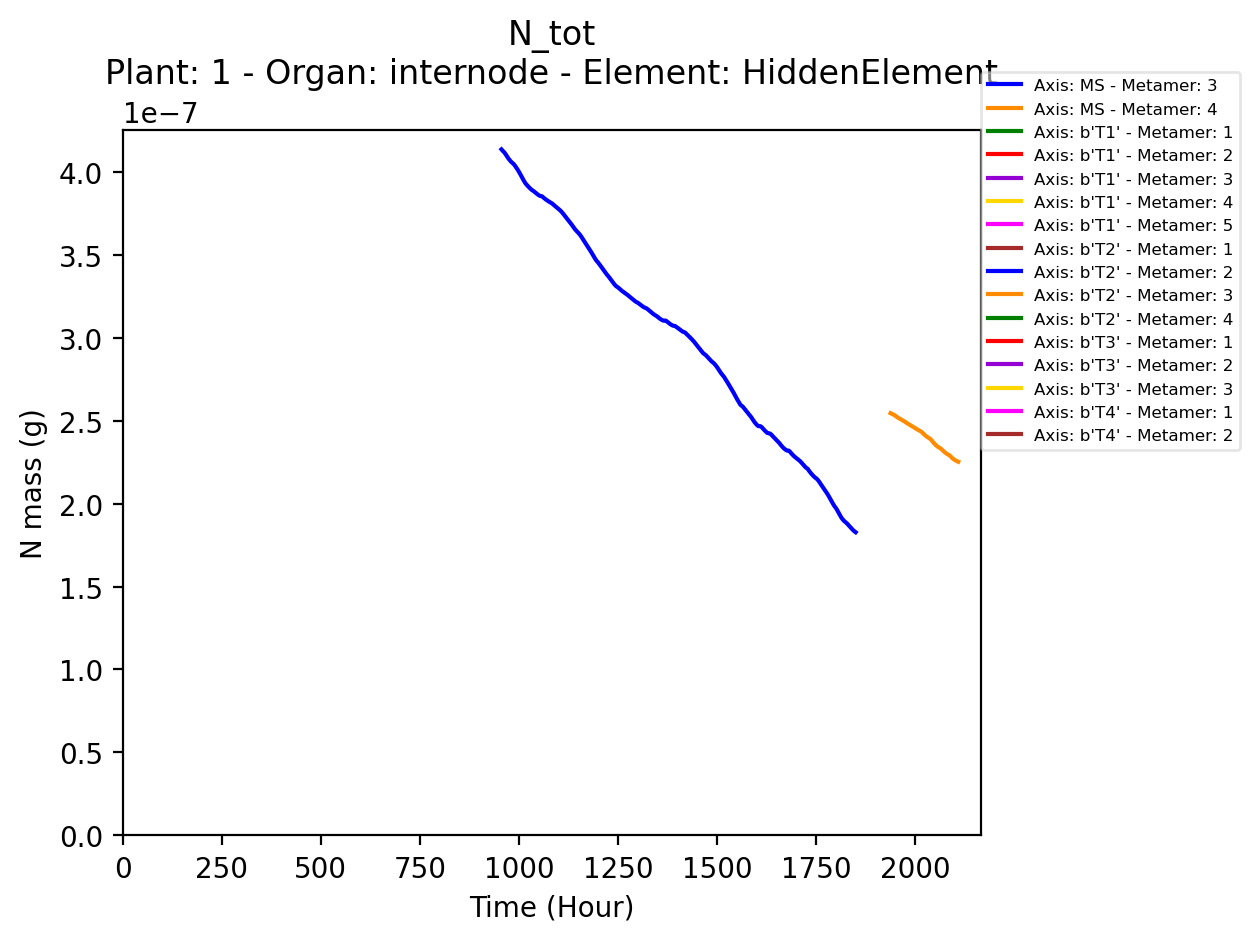 N_tot
Plant: 1 - Organ: internode - Element: HiddenElement
1e−7
4.0
3.5
3.0
2.5
2.0
1.5
1.0
0.5
0.0
N mass (g)
0 250 500 750 1000 1250 1500 1750 2000
Time (Hour)
Axis: MS - Metamer: 3
Axis: MS - Metamer: 4
Axis: b'T1' - Metamer: 1
Axis: b'T1' - Metamer: 2
Axis: b'T1' - Metamer: 3
Axis: b'T1' - Metamer: 4
Axis: b'T1' - Metamer: 5
Axis: b'T2' - Metamer: 1
Axis: b'T2' - Metamer: 2
Axis: b'T2' - Metamer: 3
Axis: b'T2' - Metamer: 4
Axis: b'T3' - Metamer: 1
Axis: b'T3' - Metamer: 2
Axis: b'T3' - Metamer: 3
Axis: b'T4' - Metamer: 1
Axis: b'T4' - Metamer: 2